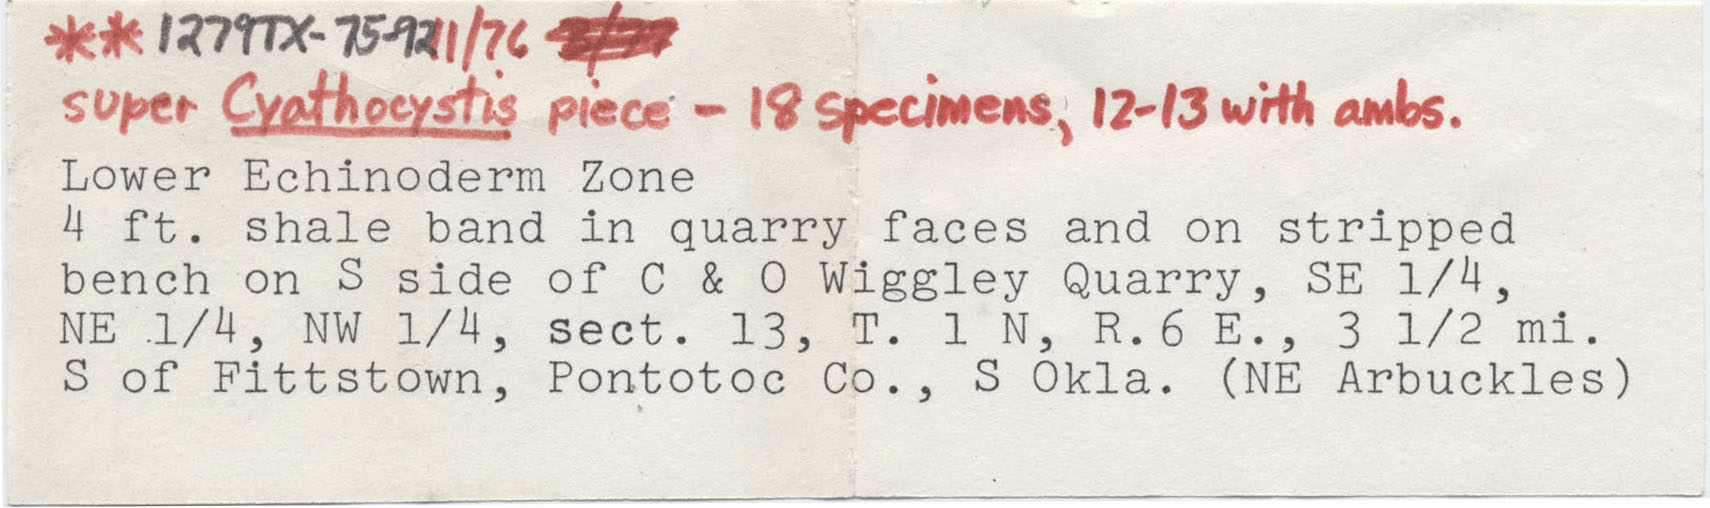 ** 1279TX-75-92 11/76
super Cyathocystis piece - 18 specimens, 12-13 with ambs.
Lower Echinoderm Zone
4 ft. shale band in quarry faces and on stripped
bench on S side of C & O Wiggley Quarry, SE 1/4,
NE 1/4, NW 1/4, sect. 13, T. 1 N, R.6 E., 3 1/2 mi.
S of Fittstown, Pontotoc Co., S Okla. (NE Arbuckles)